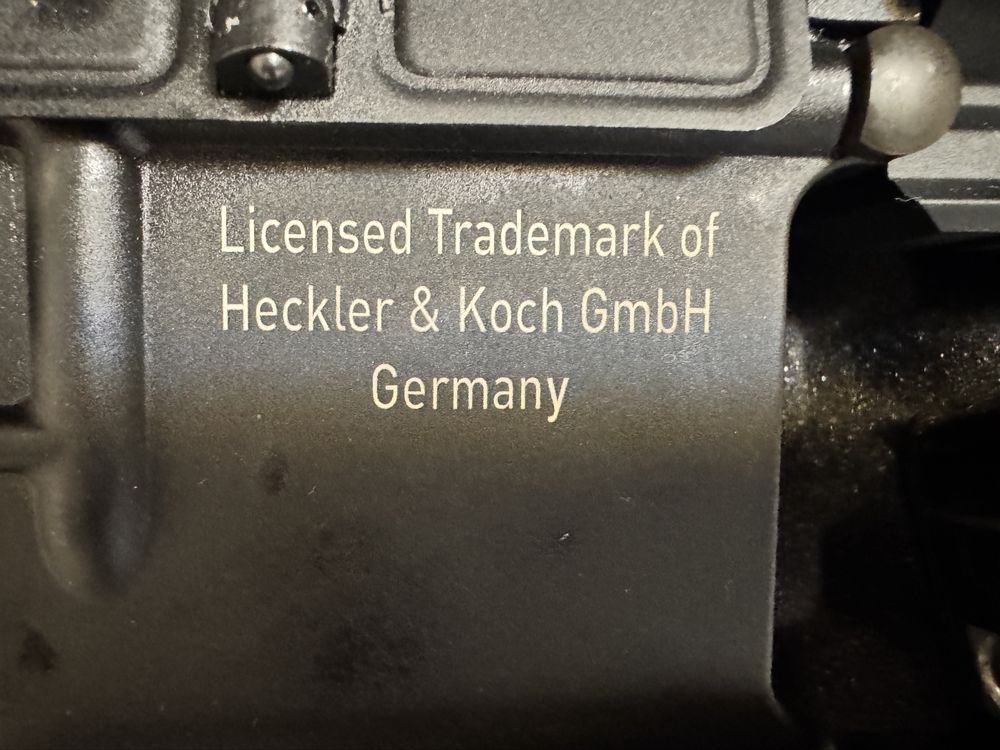 Licensed Trademark of
Heckler & Koch GmbH
Germany